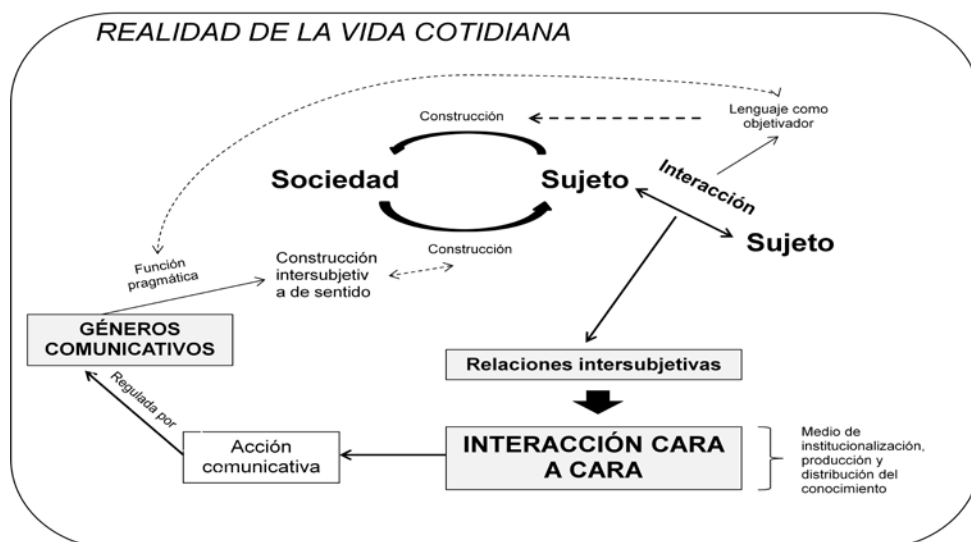 REALIDAD DE LA VIDA COTIDIANA
Construcción
Lenguaje como
objetivador
Sociedad
Sujeto
Interacción
Sujeto
Construcción
Función
pragmática
Construcción
intersubjetiv
a de sentido
GÉNEROS
COMUNICATIVOS
Relaciones intersubjetivas
Regulada por
Acción
comunicativa
INTERACCIÓN CARA
A CARA
Medio de
institucionalización,
producción y
distribución del
conocimiento